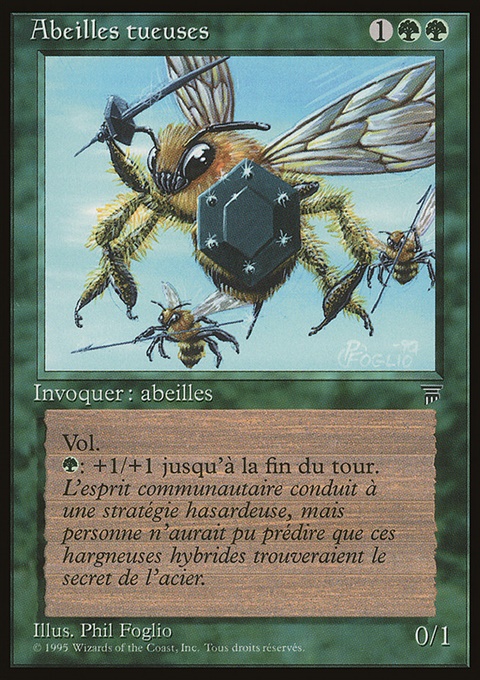 Abeilles tueuses 1
P. FOGLIO -93
Invoquer : abeilles
Vol.
: +1/+1 jusqu'à la fin du tour.
L'esprit communautaire conduit à
une stratégie hasardeuse, mais
personne n'aurait pu prédire que ces
hargneuses hybrides trouveraient le
secret de l'acier.
Illus. Phil Foglio
0/1
© 1995 Wizards of the Coast, Inc. Tous droits réservés.